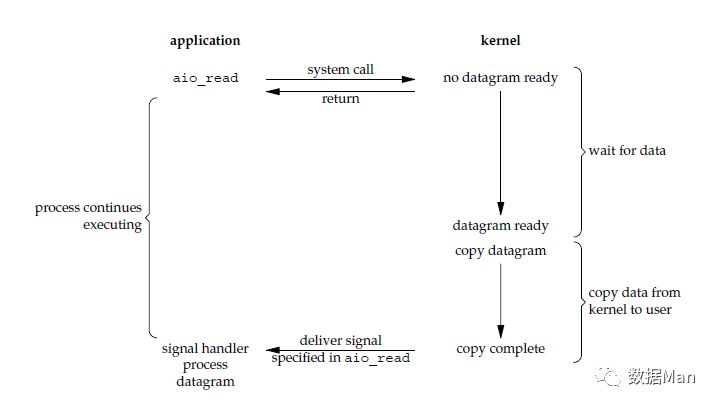 application
kernel
aio_read
system call
no datagram ready
return
wait for data
process continues
executing
datagram ready
copy datagram
copy data from
kernel to user
deliver signal
signal handler
process
datagram
specified in aio_read
copy complete
数据Man